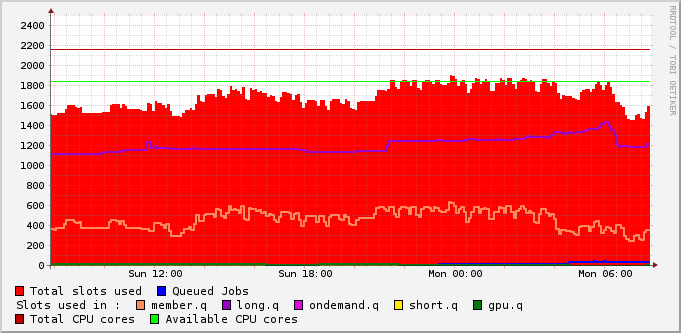 2400
2200
2000
1800
1600
1400
1200
1000
800
600
400
200
0
Sun 12:00 Sun 18:00 Mon 00:00 Mon 06:00
Total slots used Queued Jobs
Slots used in : member.q long.q ondemand.q short.q gpu.q
Total CPU cores Available CPU cores
RRDTOOL / TOBI OETIKER